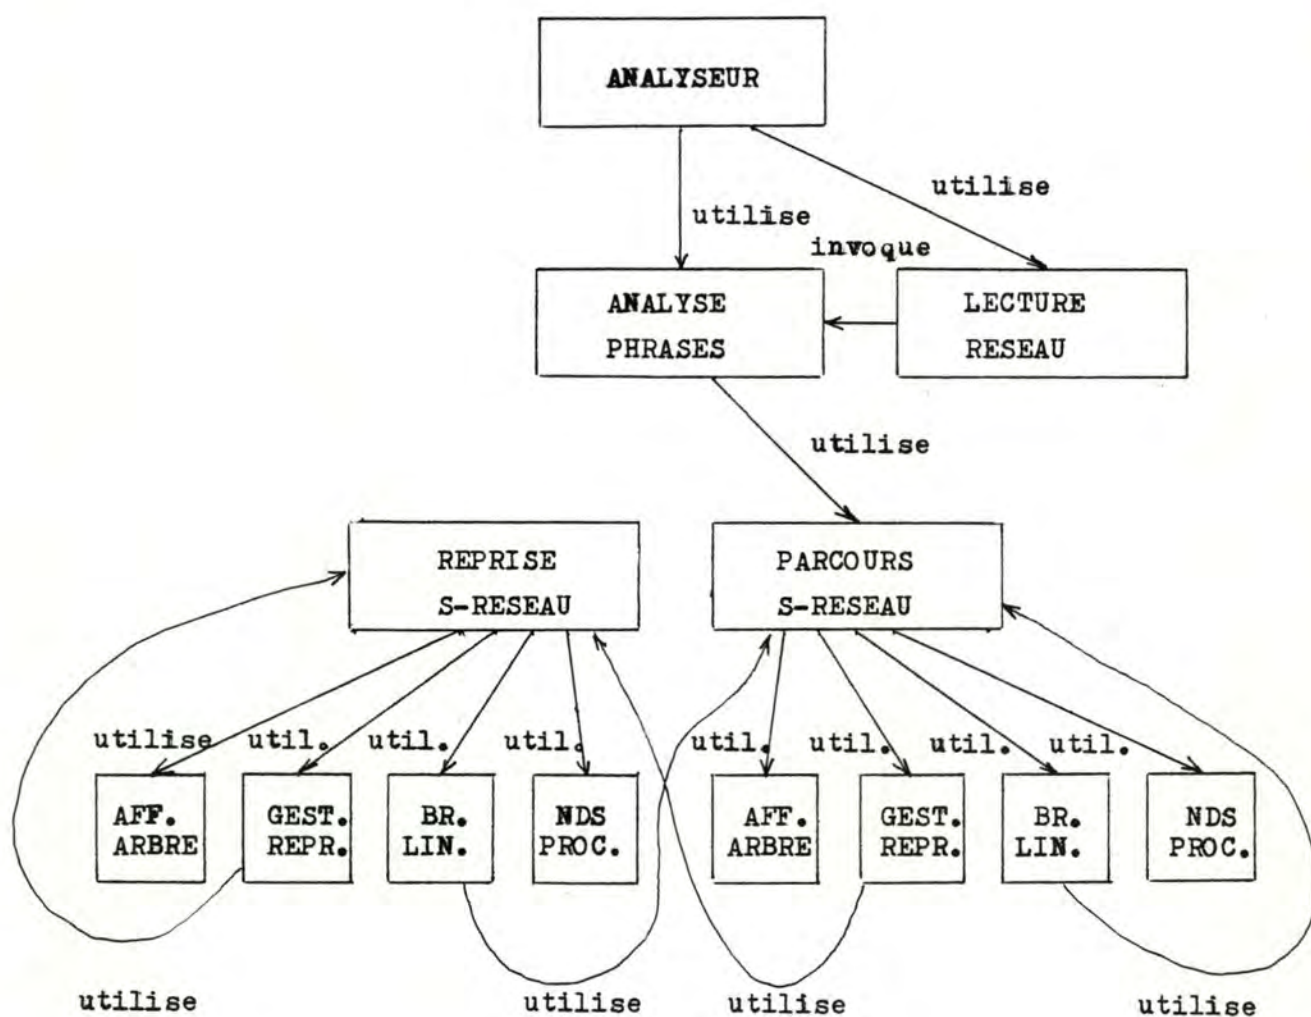 ANALYSEUR
utilise
utilise
invoque
ANALYSE
PHRASES
LECTURE
RESEAU
utilise
REPRISE
S-RESEAU
PARCOURS
S-RESEAU
utilise
util.
util.
util.
util.
util.
util.
util.
AFF.
ARBRE
GEST.
REPR.
BR.
LIN.
NDS
PROC.
AFF.
ARBRE
GEST.
REPR.
BR.
LIN.
NDS
PROC.
utilise
utilise
utilise
utilise